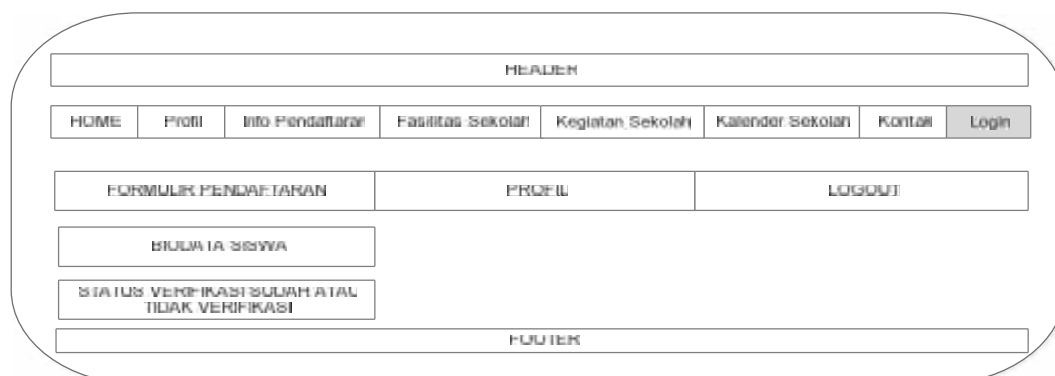 HEADER
HOME Profil Info Pendaftaran Fasilitas Sekolah Kegiatan Sekolah Kalender Sekolah Kontak Login
FORMULIR PENDAFTARAN PROFIL LOGOUT
BIODATA SISWA
STATUS VERIFIKASI SUDAH ATAU
TIDAK VERIFIKASI
FOOTER